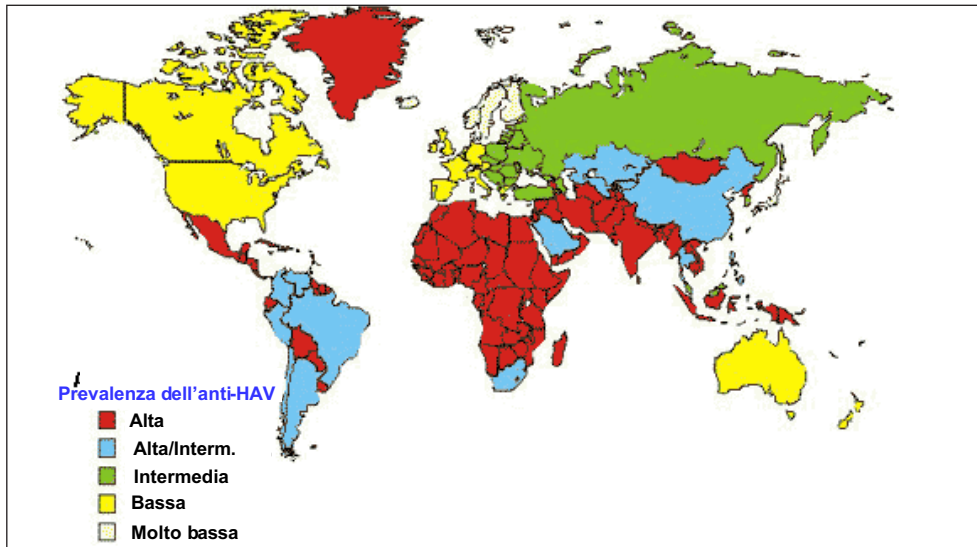 Prevalenza dell’anti-HAV
Alta
Alta/Interm.
Intermedia
Bassa
Molto bassa